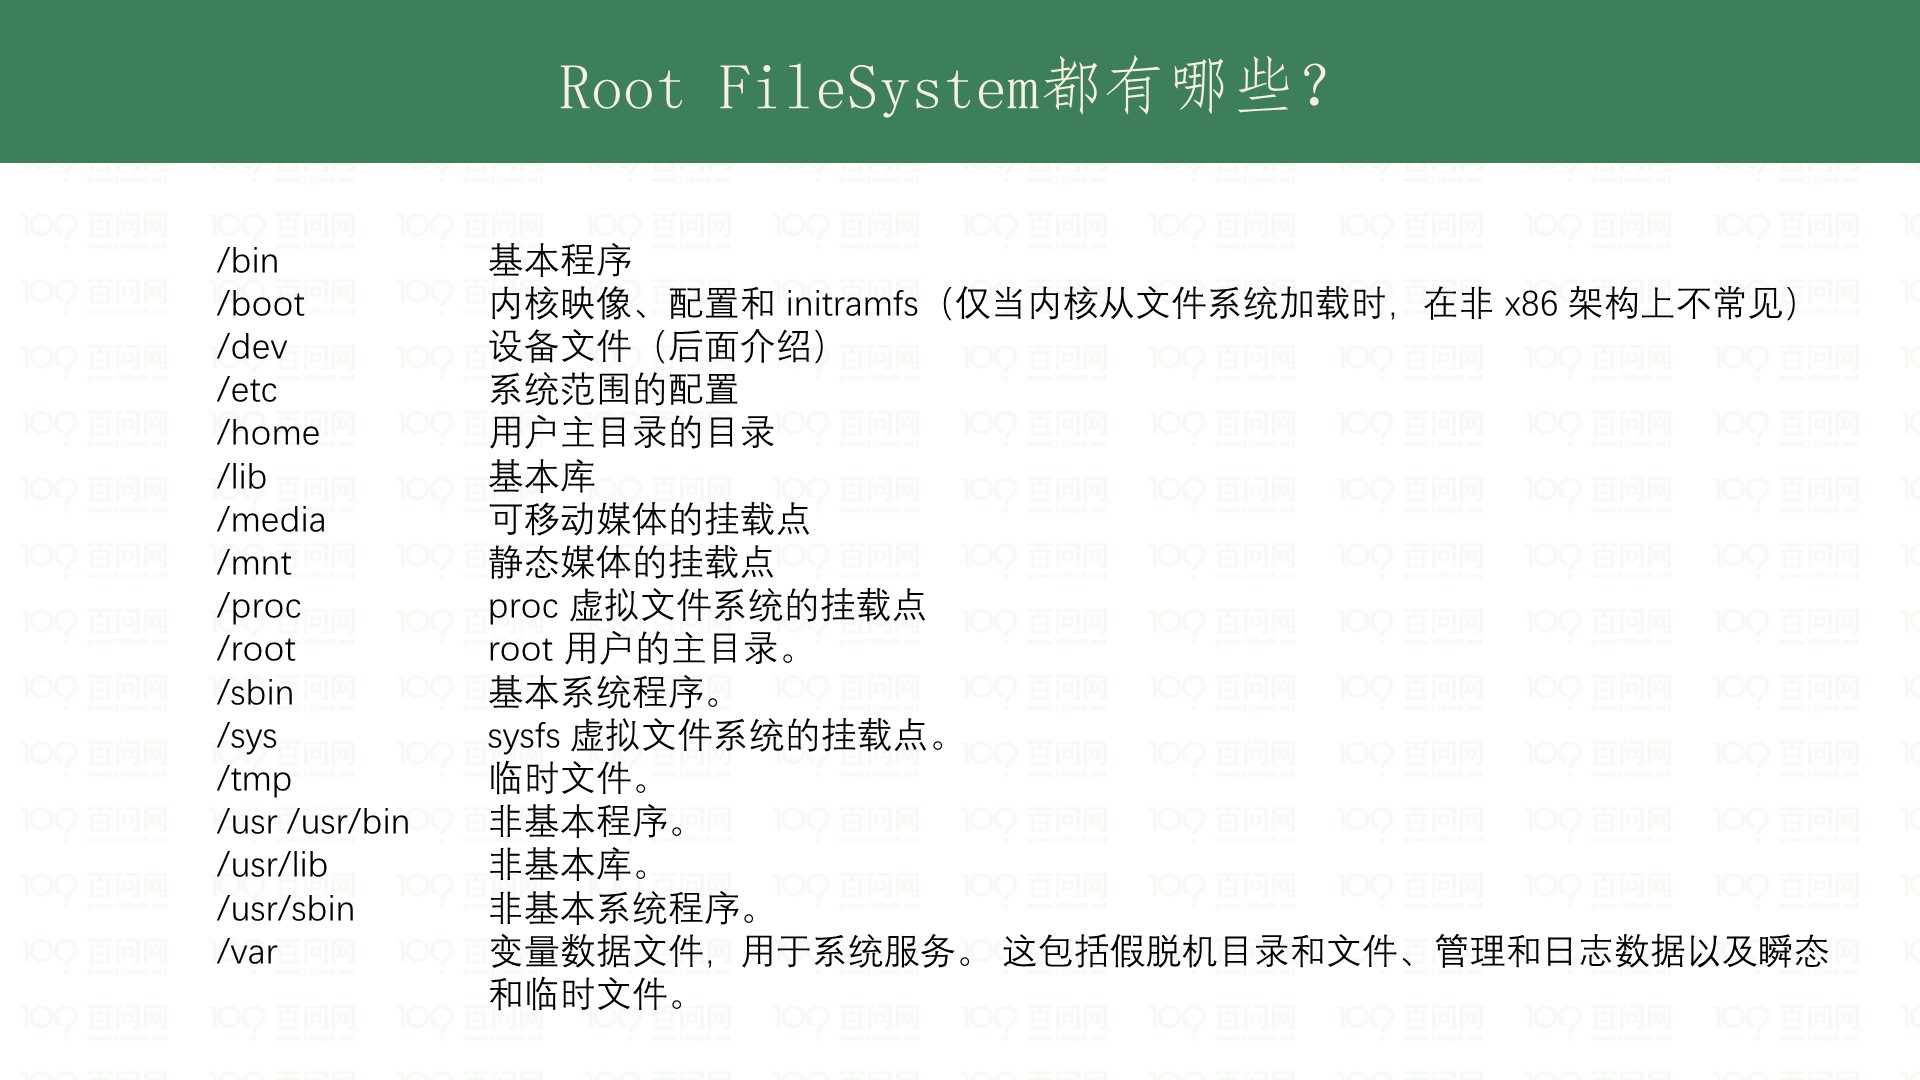 Root FileSystem都有哪些?
/bin 基本程序
/boot 内核映像、配置和 initramfs（仅当内核从文件系统加载时，在非 x86 架构上不常见）
/dev 设备文件（后面介绍）
/etc 系统范围的配置
/home 用户主目录的目录
/lib 基本库
/media 可移动媒体的挂载点
/mnt 静态媒体的挂载点
/proc proc 虚拟文件系统的挂载点
/root root 用户的主目录。
/sbin 基本系统程序。
/sys sysfs 虚拟文件系统的挂载点。
/tmp 临时文件。
/usr /usr/bin 非基本程序。
/usr/lib 非基本库。
/usr/sbin 非基本系统程序。
/var 变量数据文件，用于系统服务。 这包括假脱机目录和文件、管理和日志数据以及瞬态
和临时文件。